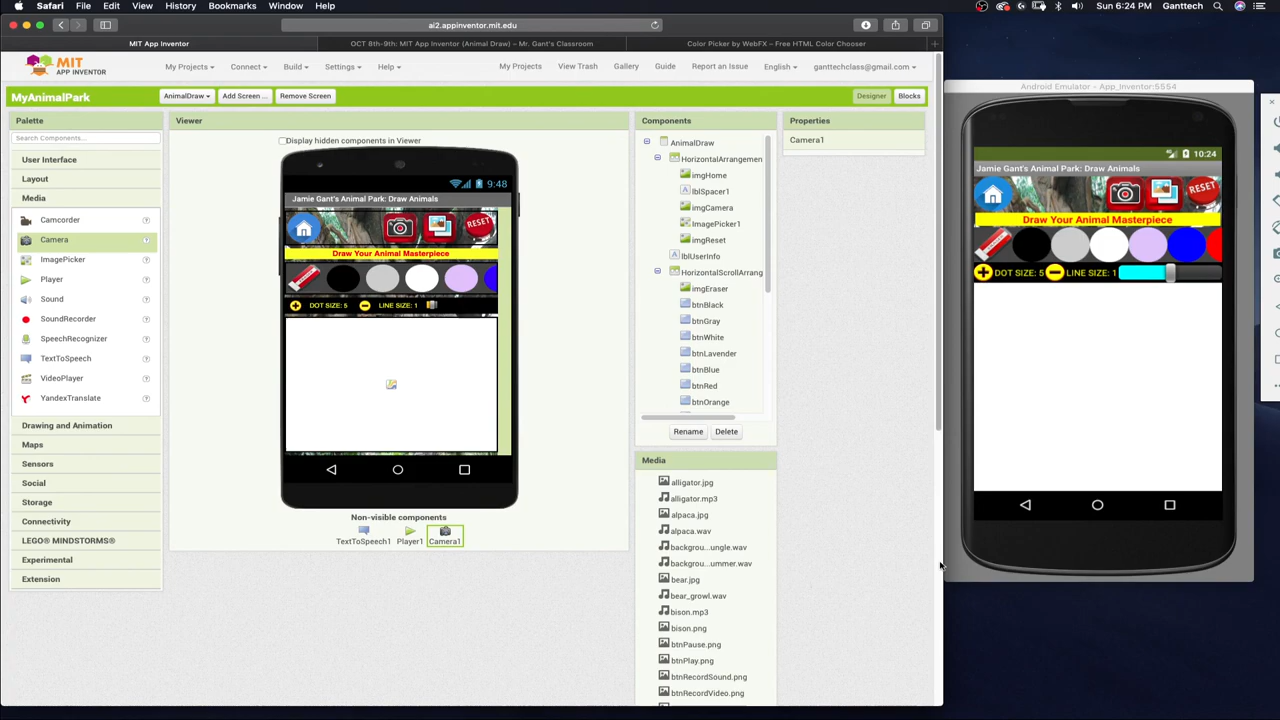 Safari File Edit View History Bookmarks Window Help
Sun 6:24 PM Ganttech
ai2.appinventor.mit.edu
MIT App Inventor
OCT 8th-9th: MIT App Inventor (Animal Draw) – Mr. Gant's Classroom
Color Picker by WebFX – Free HTML Color Chooser
MIT
APP INVENTOR
My Projects Connect Build Settings Help
My Projects View Trash Gallery Guide Report an Issue English ganttechclass@gmail.com
MyAnimalPark
AnimalDraw Add Screen ... Remove Screen
Designer Blocks
Palette
Search Components...
User Interface
Layout
Media
Camcorder
Camera
ImagePicker
Player
Sound
SoundRecorder
SpeechRecognizer
TextToSpeech
VideoPlayer
YandexTranslate
Drawing and Animation
Maps
Sensors
Social
Storage
Connectivity
LEGO® MINDSTORMS®
Experimental
Extension
Viewer
Display hidden components in Viewer
9:48
Jamie Gant's Animal Park: Draw Animals
RESET
Draw Your Animal Masterpiece
DOT SIZE: 5 LINE SIZE: 1
Non-visible components
TextToSpeech1 Player1 Camera1
Components
AnimalDraw
HorizontalArrangemen
imgHome
lblSpacer1
imgCamera
ImagePicker1
imgReset
lblUserInfo
HorizontalScrollArrang
imgEraser
btnBlack
btnGray
btnWhite
btnLavender
btnBlue
btnRed
btnOrange
Rename Delete
Media
alligator.jpg
alligator.mp3
alpaca.jpg
alpaca.wav
backgrou...ungle.wav
backgrou...ummer.wav
bear.jpg
bear_growl.wav
bison.mp3
bison.png
btnPause.png
btnPlay.png
btnRecordSound.png
btnRecordVideo.png
Properties
Camera1
Android Emulator - App_Inventor:5554
10:24
Jamie Gant's Animal Park: Draw Animals
RESET
Draw Your Animal Masterpiece
DOT SIZE: 5 LINE SIZE: 1